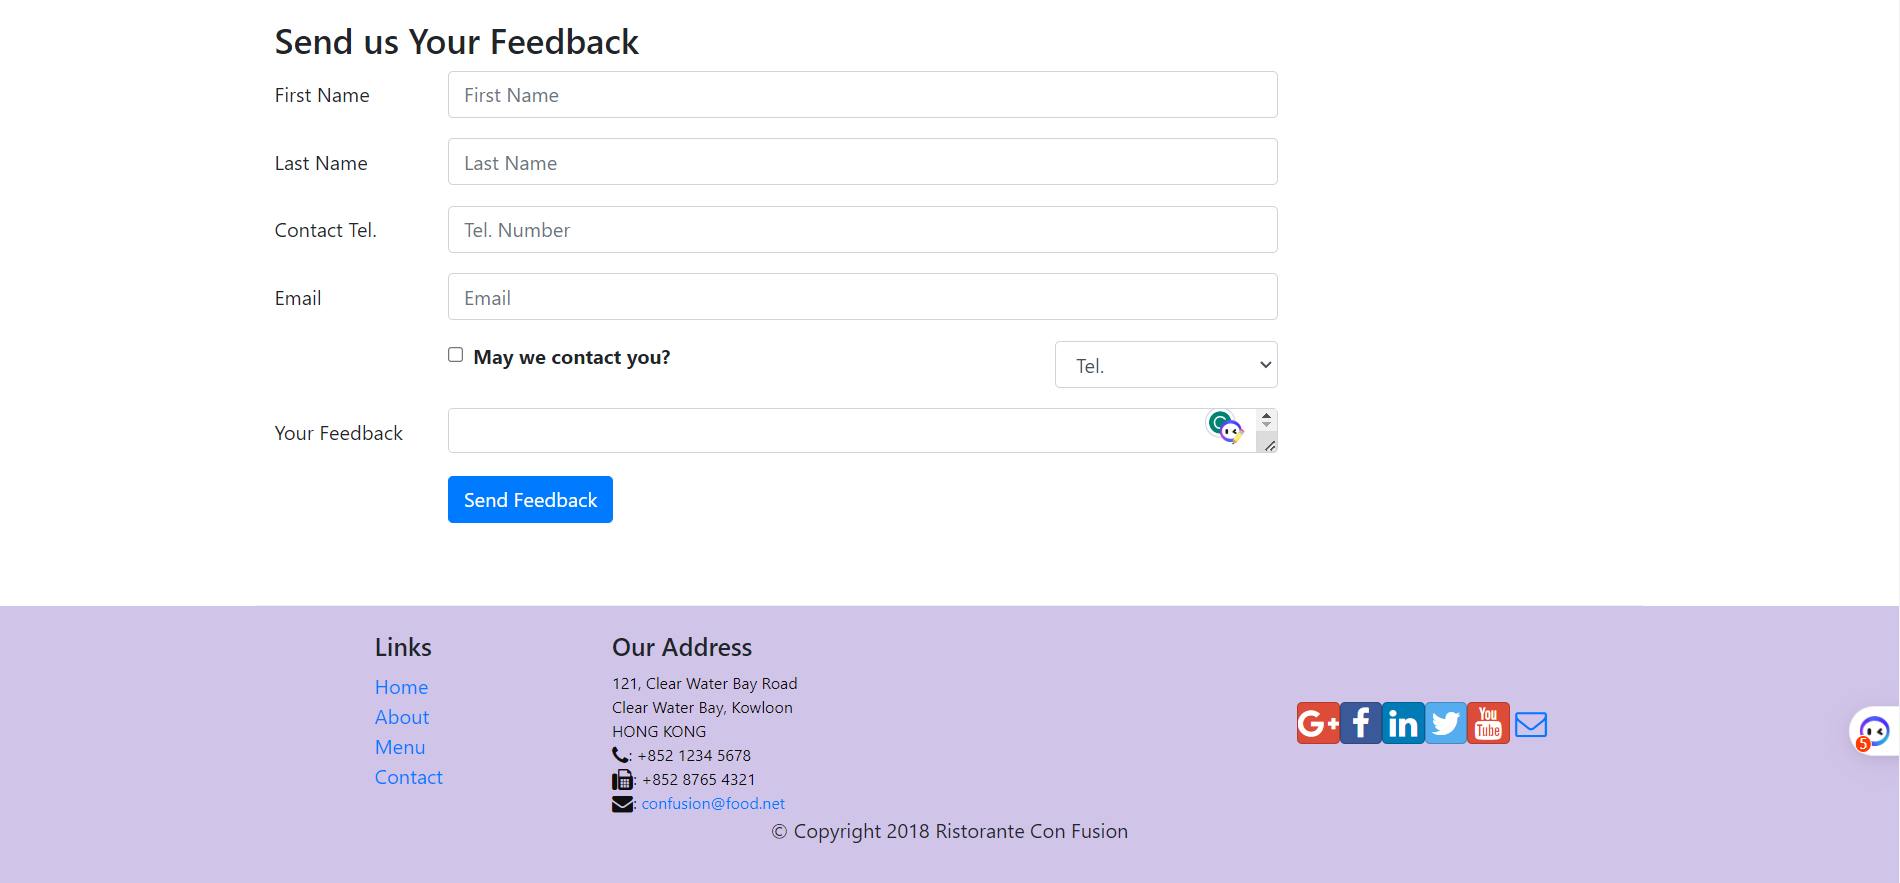 Send us Your Feedback
First Name
First Name
Last Name
Last Name
Contact Tel.
Tel. Number
Email
Email
May we contact you?
Tel.
Your Feedback
Send Feedback
Links
Home
About
Menu
Contact
Our Address
121, Clear Water Bay Road
Clear Water Bay, Kowloon
HONG KONG
: +852 1234 5678
: +852 8765 4321
: confusion@food.net
G+ f in You Tube
5
© Copyright 2018 Ristorante Con Fusion